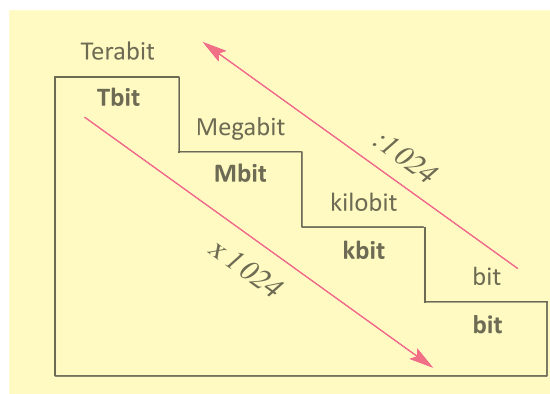 Terabit
Tbit
Megabit
Mbit
:1024
kilobit
kbit
x 1024
bit
bit